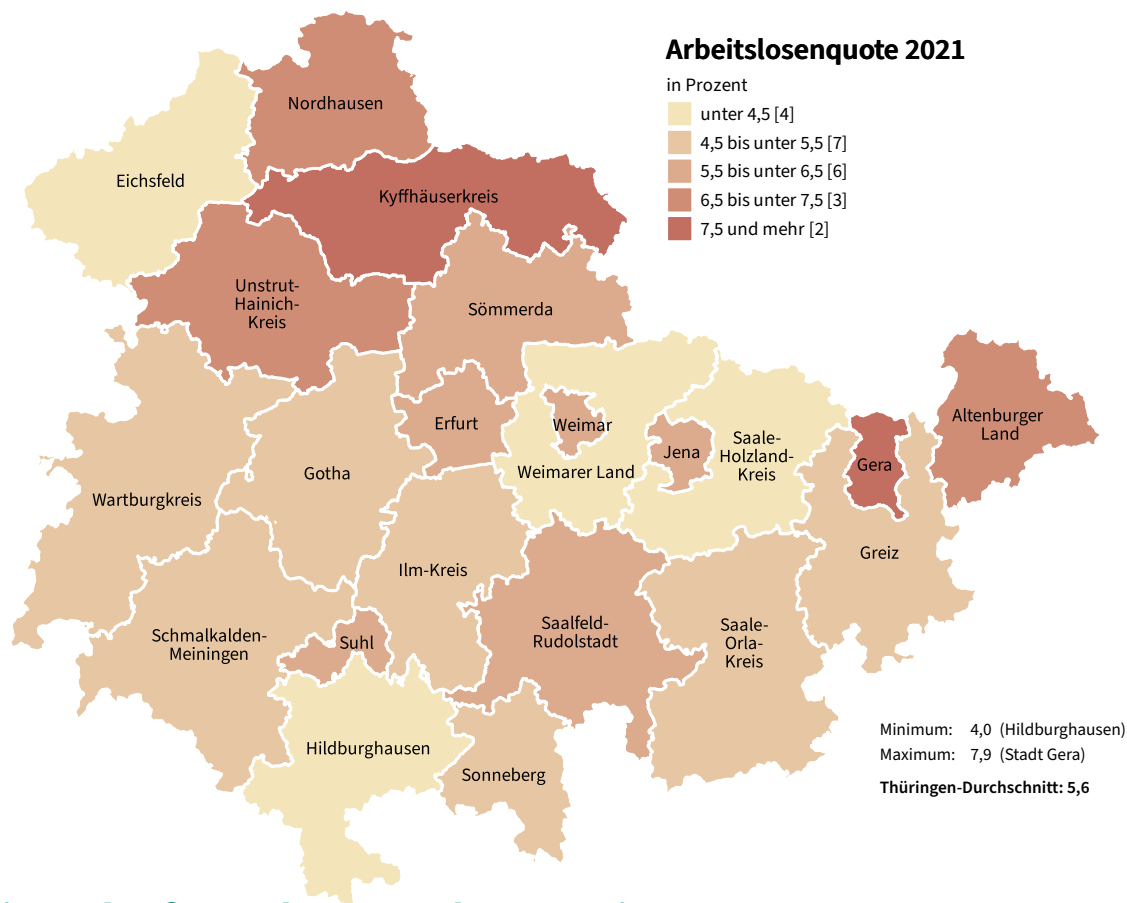 Arbeitslosenquote 2021
in Prozent
unter 4,5 [4]
4,5 bis unter 5,5 [7]
5,5 bis unter 6,5 [6]
6,5 bis unter 7,5 [3]
7,5 und mehr [2]
Nordhausen
Eichsfeld
Kyffhäuserkreis
Unstrut-
Hainich-
Kreis
Sömmerda
Erfurt
Weimar
Weimarer Land
Jena
Saale-
Holzland-
Kreis
Gera
Altenburger
Land
Gotha
Wartburgkreis
Greiz
Ilm-Kreis
Saalfeld-
Rudolstadt
Saale-
Orla-
Kreis
Schmalkalden-
Meiningen
Suhl
Hildburghausen
Sonneberg
Minimum: 4,0 (Hildburghausen)
Maximum: 7,9 (Stadt Gera)
Thüringen-Durchschnitt: 5,6